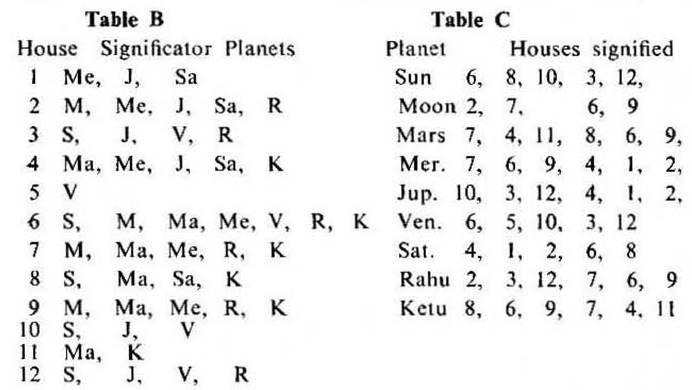 Table B Table C
House Significator Planets Planet Houses signified
1 Me, J, Sa Sun 6, 8, 10, 3, 12,
2 M, Me, J, Sa, R Moon 2, 7, 6, 9
3 S, J, V, R Mars 7, 4, 11, 8, 6, 9,
4 Ma, Me, J, Sa, K Mer. 7, 6, 9, 4, 1, 2,
5 V Jup. 10, 3, 12, 4, 1, 2,
6 S, M, Ma, Me, V, R, K Ven. 6, 5, 10, 3, 12
7 M, Ma, Me, R, K Sat. 4, 1, 2, 6, 8
8 S, Ma, Sa, K Rahu 2, 3, 12, 7, 6, 9
9 M, Ma, Me, R, K Ketu 8, 6, 9, 7, 4, 11
10 S, J, V
11 Ma, K
12 S, J, V, R